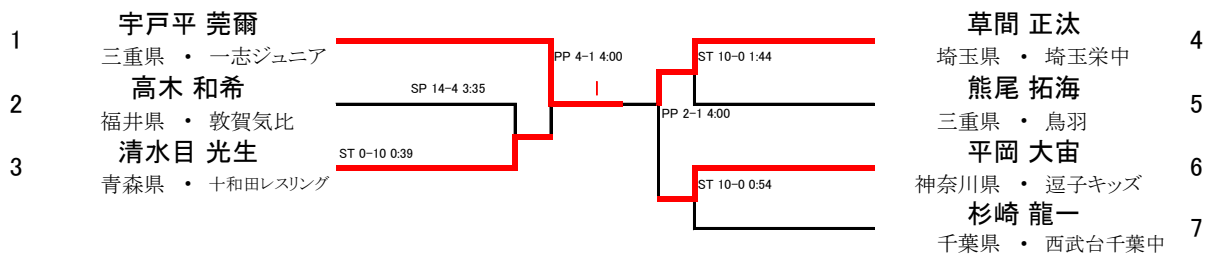 1
宇戸平 莞爾
三重県 ・ 一志ジュニア
2
高木 和希
福井県 ・ 敦賀気比
3
清水目 光生
青森県 ・ 十和田レスリング
SP 14-4 3:35
ST 0-10 0:39
PP 4-1 4:00
ST 10-0 1:44
PP 2-1 4:00
ST 10-0 0:54
草間 正汰
埼玉県 ・ 埼玉栄中
4
熊尾 拓海
三重県 ・ 鳥羽
5
平岡 大宙
神奈川県 ・ 逗子キッズ
6
杉崎 龍一
千葉県 ・ 西武台千葉中
7